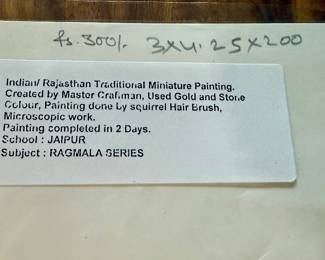 Rs. 300/. 3X4.25X200
Indian/ Rajasthan Traditional Miniature Painting.
Created by Master Crafman, Used Gold and Stone
Colour, Painting done by squirrel Hair Brush,
Microscopic work.
Painting completed in 2 Days.
School : JAIPUR
Subject : RAGMALA SERIES